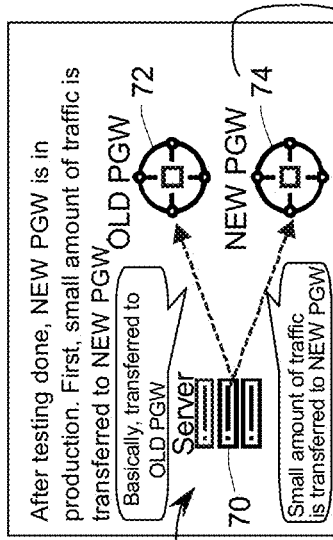 After testing done, NEW PGW is in
production. First, small amount of traffic is
transferred to NEW PGW
Basically, transferred to
OLD PGW
Server
70
OLD PGW
72
NEW PGW
74
Small amount of traffic
is transferred to NEW PGW